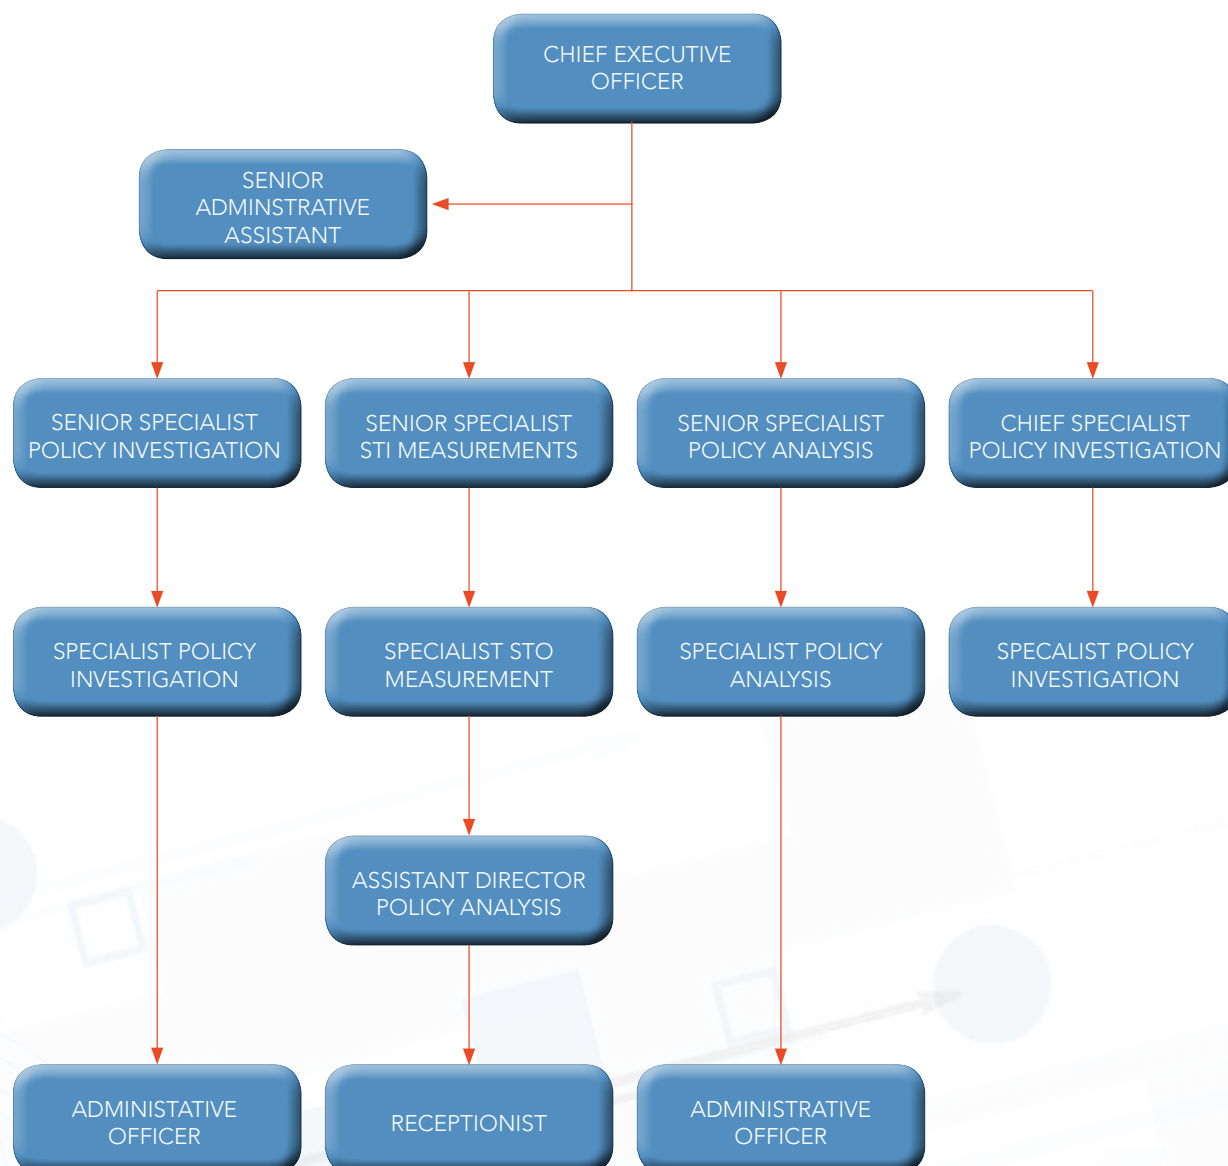 CHIEF EXECUTIVE
OFFICER
SENIOR
ADMINSTRATIVE
ASSISTANT
SENIOR SPECIALIST
POLICY INVESTIGATION
SENIOR SPECIALIST
STI MEASUREMENTS
SENIOR SPECIALIST
POLICY ANALYSIS
CHIEF SPECIALIST
POLICY INVESTIGATION
SPECIALIST POLICY
INVESTIGATION
SPECIALIST STO
MEASUREMENT
SPECIALIST POLICY
ANALYSIS
SPECALIST POLICY
INVESTIGATION
ASSISTANT DIRECTOR
POLICY ANALYSIS
ADMINISTATIVE
OFFICER
RECEPTIONIST
ADMINISTRATIVE
OFFICER